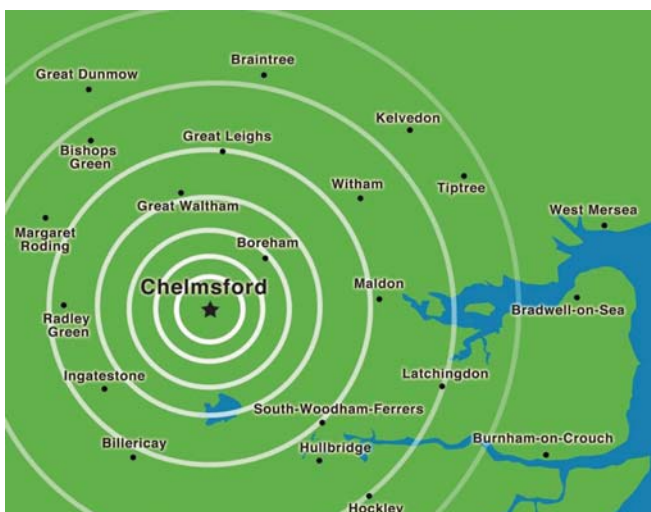 Braintree
Great Dunmow
Kelvedon
Great Leighs
Bishops
Green
Witham
Tiptree
Great Waltham
West Mersea
Margaret
Roding
Boreham
Chelmsford
Maldon
Bradwell-on-Sea
Radley
Green
Ingatestone
Latchingdon
South-Woodham-Ferrers
Billericay
Hullbridge
Burnham-on-Crouch
Hockley